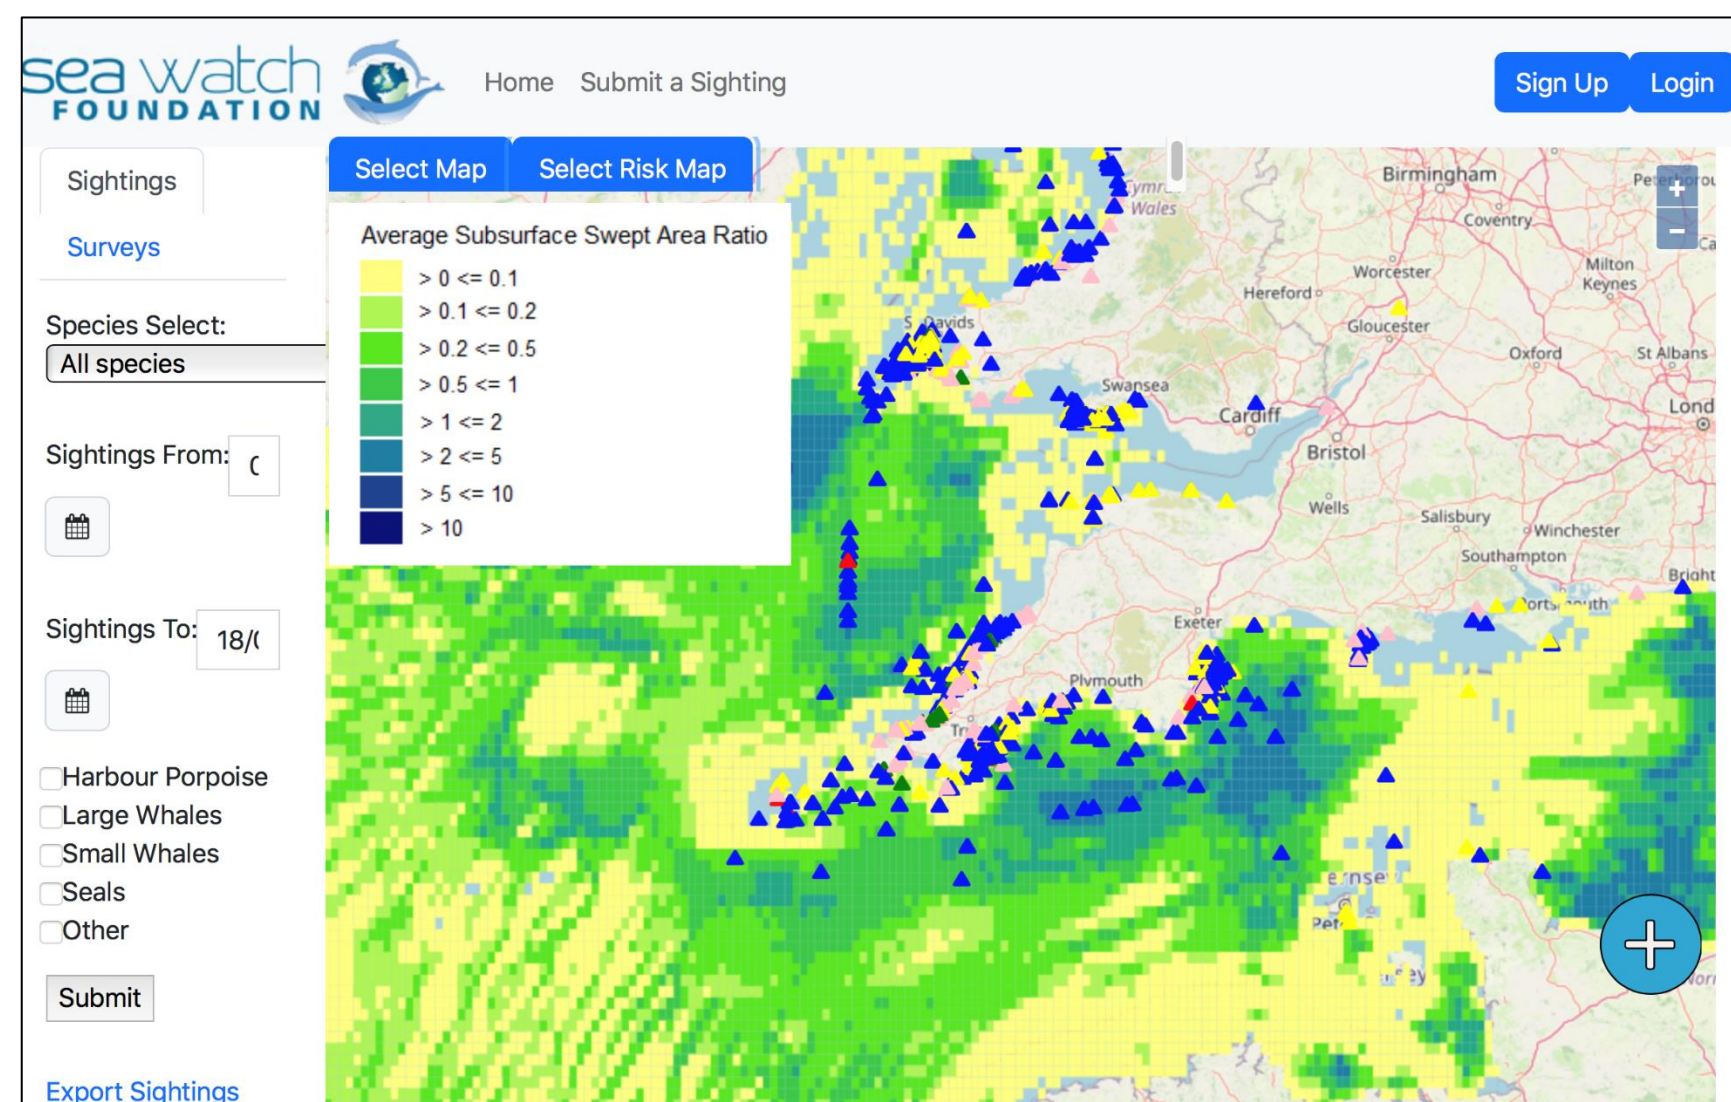 sea watch
FOUNDATION
Home
Submit a Sighting
Sign Up
Login
Sightings
Surveys
Species Select:
All species
Sightings From:
Sightings To:
18/0
Harbour Porpoise
Large Whales
Small Whales
Seals
Other
Submit
Export Sightings
Select Map
Select Risk Map
Average Subsurface Swept Area Ratio
> 0 <= 0.1
> 0.1 <= 0.2
> 0.2 <= 0.5
> 0.5 <= 1
> 1 <= 2
> 2 <= 5
> 5 <= 10
> 10
+
−
Wales
Birmingham
Coventry
Worcester
Milton
Keynes
Hereford
Gloucester
Oxford
St Albans
Swansea
Cardiff
Lond
Bristol
Wells
Salisbury
Winchester
Southampton
Bright
Exeter
Plymouth